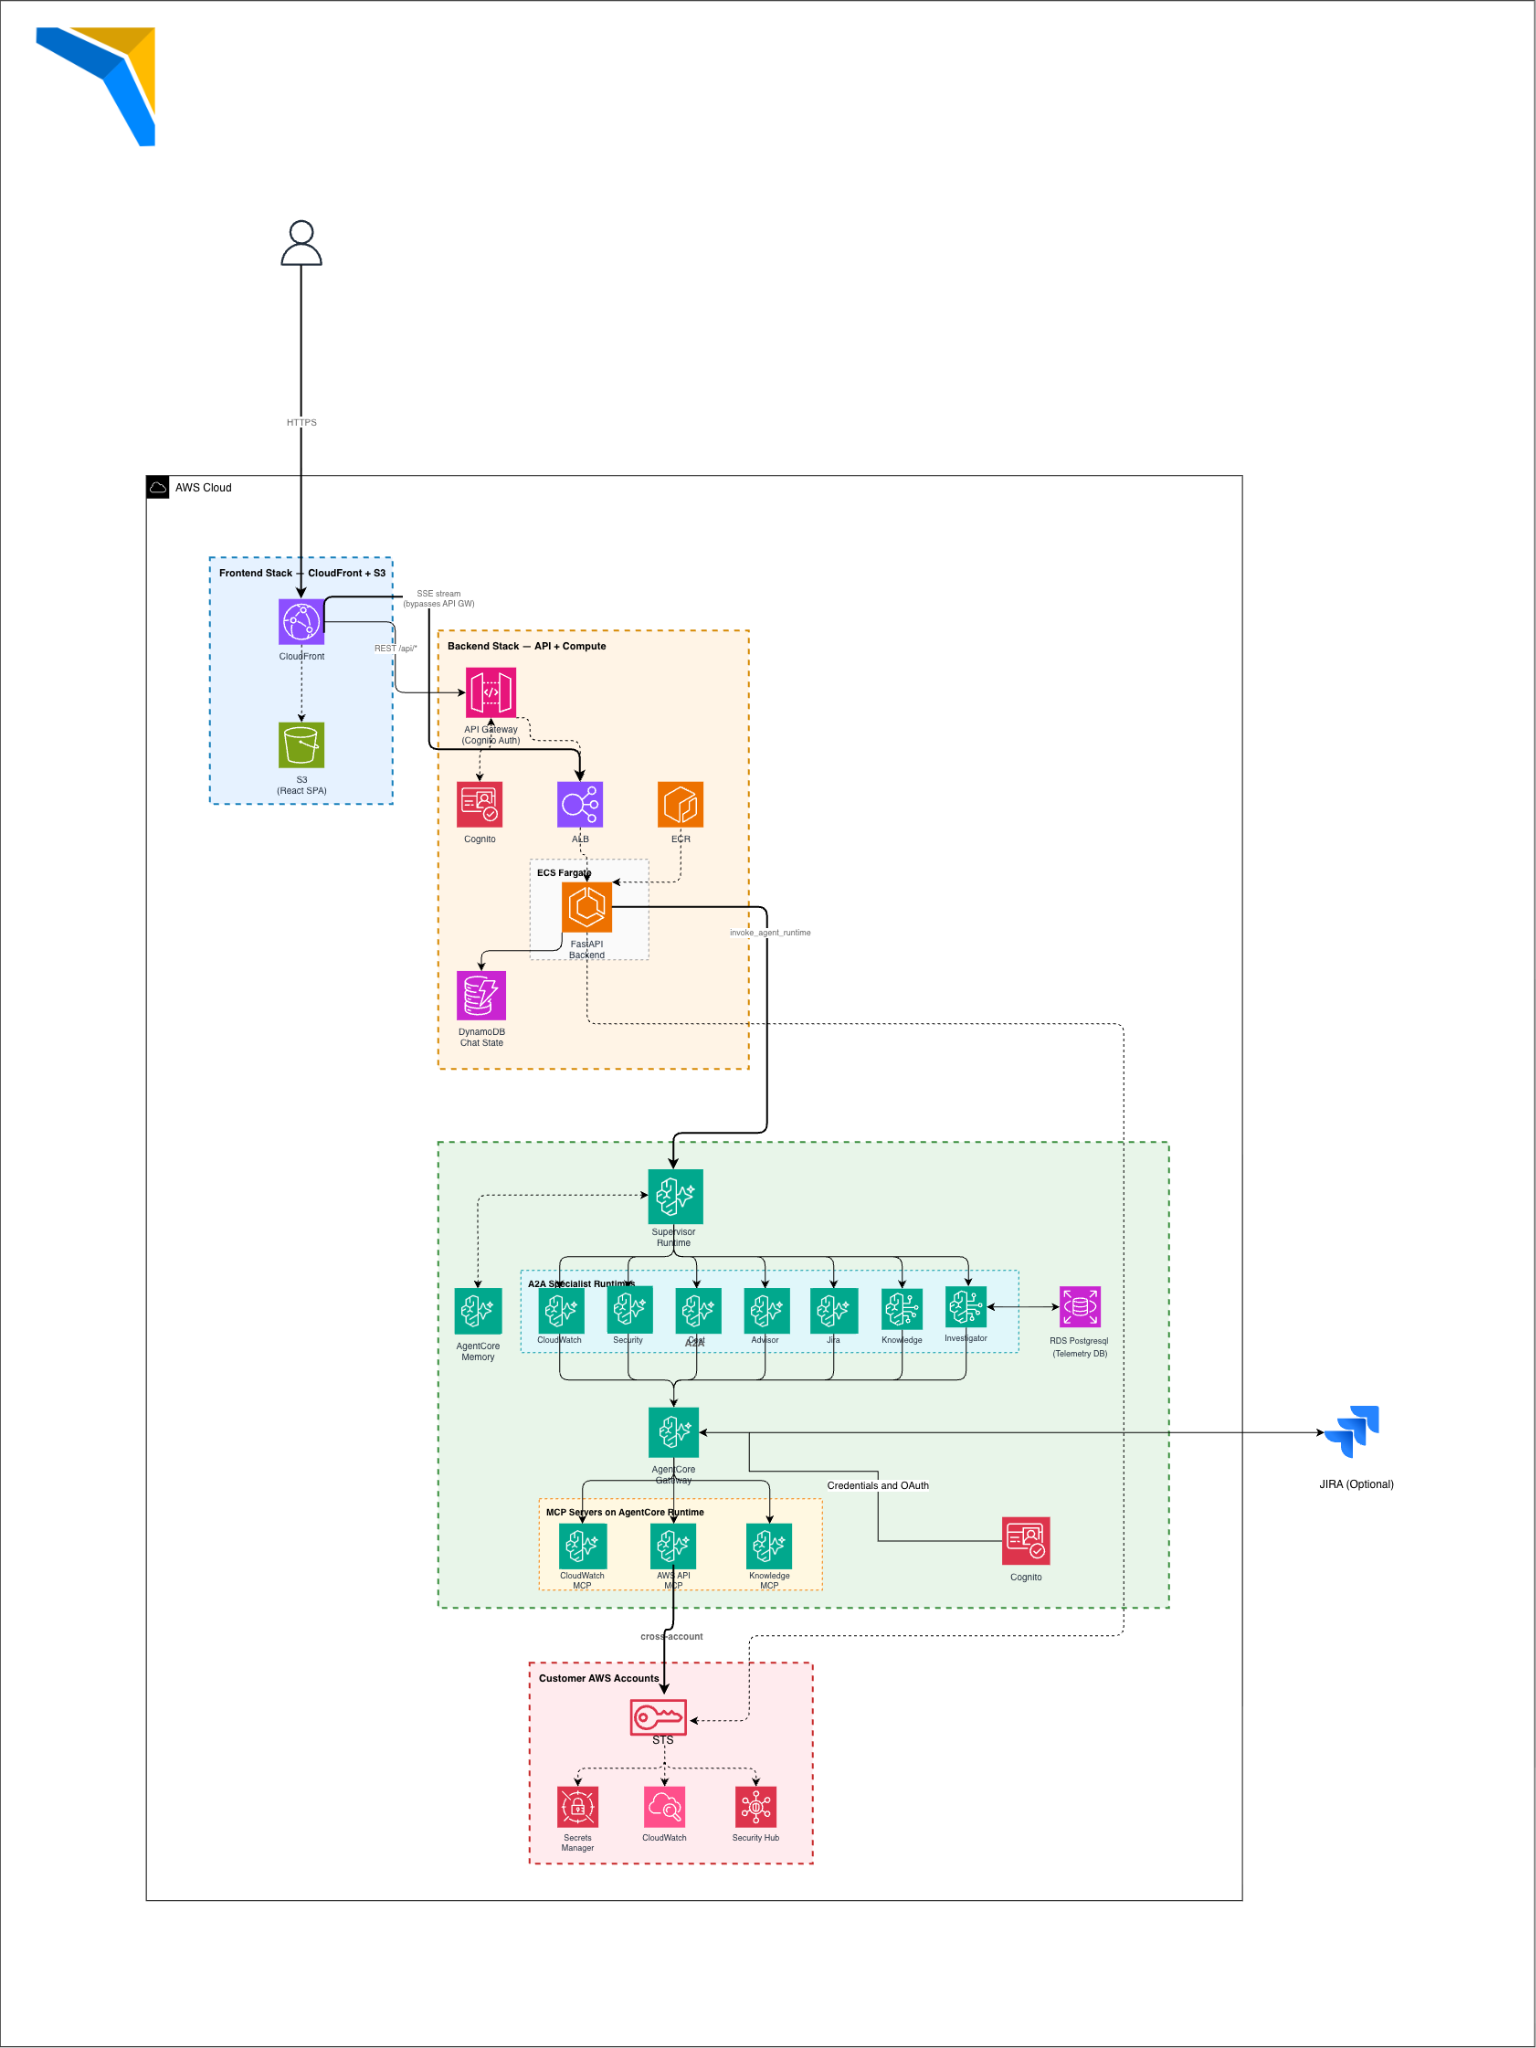 HTTPS
AWS Cloud
Frontend Stack — CloudFront + S3
CloudFront
S3
(React SPA)
SSE stream
(bypasses API GW)
REST /api/*
Backend Stack — API + Compute
API Gateway
(Cognito Auth)
Cognito
ALB
ECR
ECS Fargate
FastAPI
Backend
DynamoDB
Chat State
invoke_agent_runtime
Supervisor
Runtime
A2A Specialist Runtimes
AgentCore
Memory
CloudWatch
Security
Cost
A2A
Advisor
Jira
Knowledge
Investigator
RDS Postgresql
(Telemetry DB)
AgentCore
Gateway
JIRA (Optional)
Credentials and OAuth
MCP Servers on AgentCore Runtime
CloudWatch
MCP
AWS API
MCP
Knowledge
MCP
Cognito
cross-account
Customer AWS Accounts
STS
Secrets
Manager
CloudWatch
Security Hub